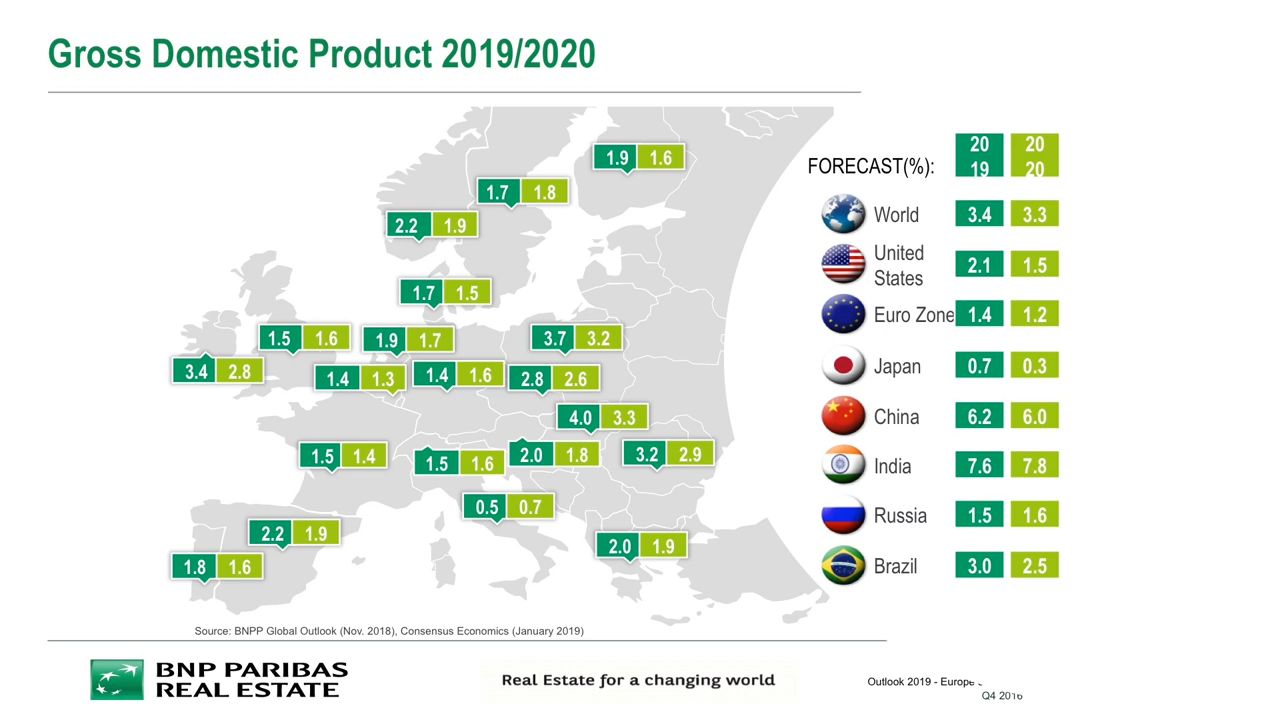 Gross Domestic Product 2019/2020
FORECAST(%):
20
19
20
20
World 3.4 3.3
United
States
2.1 1.5
Euro Zone 1.4 1.2
Japan 0.7 0.3
China 6.2 6.0
India 7.6 7.8
Russia 1.5 1.6
Brazil 3.0 2.5
1.9 1.6
1.7 1.8
2.2 1.9
1.7 1.5
1.5 1.6
1.9 1.7
3.7 3.2
3.4 2.8
1.4 1.3
1.4 1.6
2.8 2.6
4.0 3.3
1.5 1.4
1.5 1.6
2.0 1.8
3.2 2.9
0.5 0.7
2.2 1.9
2.0 1.9
1.8 1.6
Source: BNPP Global Outlook (Nov. 2018), Consensus Economics (January 2019)
BNP PARIBAS
REAL ESTATE
Real Estate for a changing world
Outlook 2019 - Europe
Q4 2016